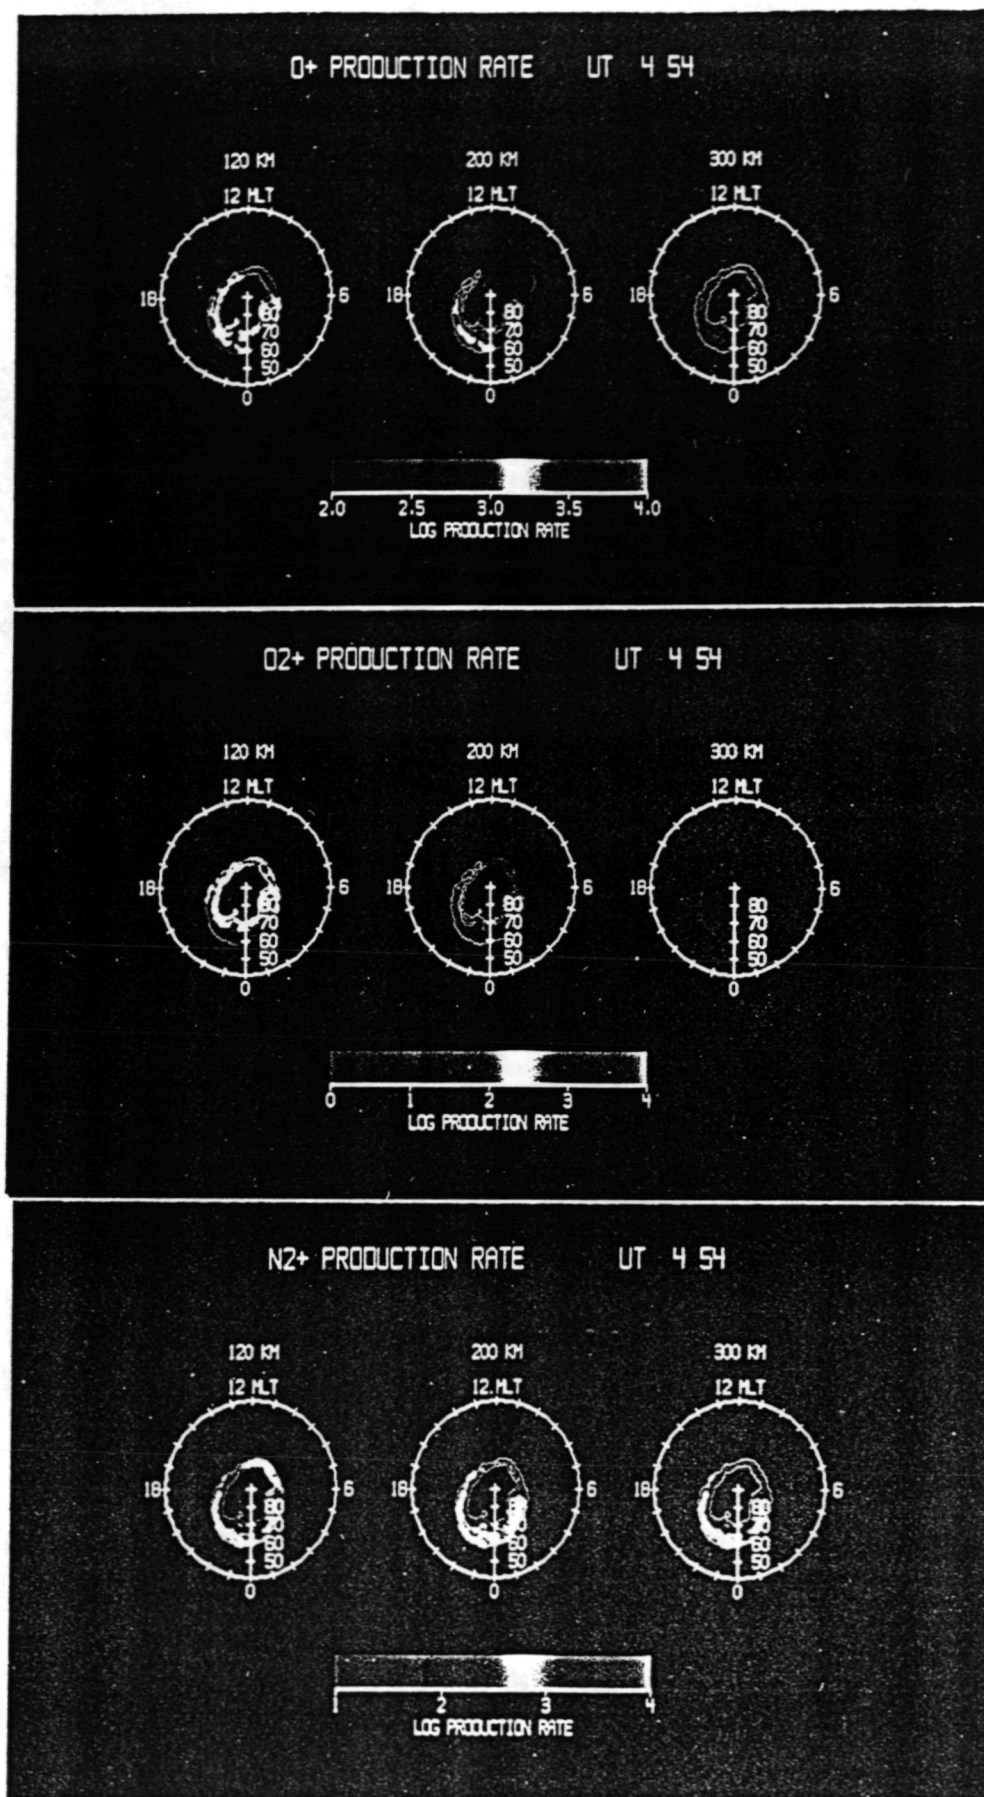 O+ PRODUCTION RATE UT 4 54
120 KM 200 KM 300 KM
12 MLT 12 MLT 12 MLT
18 6 18 6 18 6
80 80 80
70 70 70
60 60 60
50 50 50
0 0 0
2.0 2.5 3.0 3.5 4.0
LOG PRODUCTION RATE
O2+ PRODUCTION RATE UT 4 54
120 KM 200 KM 300 KM
12 MLT 12 MLT 12 MLT
18 6 18 6 18 6
80 80 80
70 70 70
60 60 60
50 50 50
0 0 0
0 1 2 3 4
LOG PRODUCTION RATE
N2+ PRODUCTION RATE UT 4 54
120 KM 200 KM 300 KM
12 MLT 12 MLT 12 MLT
18 6 18 6 18 6
80 80 80
70 70 70
60 60 60
50 50 50
0 0 0
1 2 3 4
LOG PRODUCTION RATE